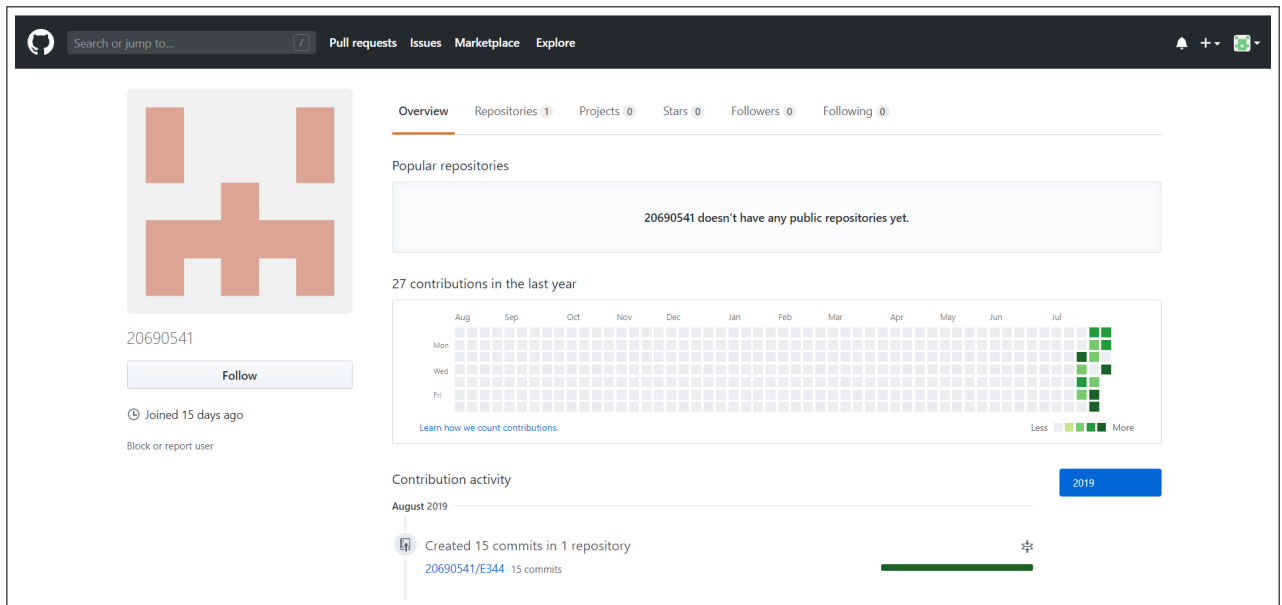 Search or jump to... /
Pull requests Issues Marketplace Explore
Overview Repositories 1 Projects 0 Stars 0 Followers 0 Following 0
Popular repositories
20690541 doesn't have any public repositories yet.
27 contributions in the last year
Aug Sep Oct Nov Dec Jan Feb Mar Apr May Jun Jul
Mon
Wed
Fri
Learn how we count contributions.
Less More
20690541
Follow
Joined 15 days ago
Block or report user
Contribution activity
2019
August 2019
Created 15 commits in 1 repository
20690541/E344 15 commits